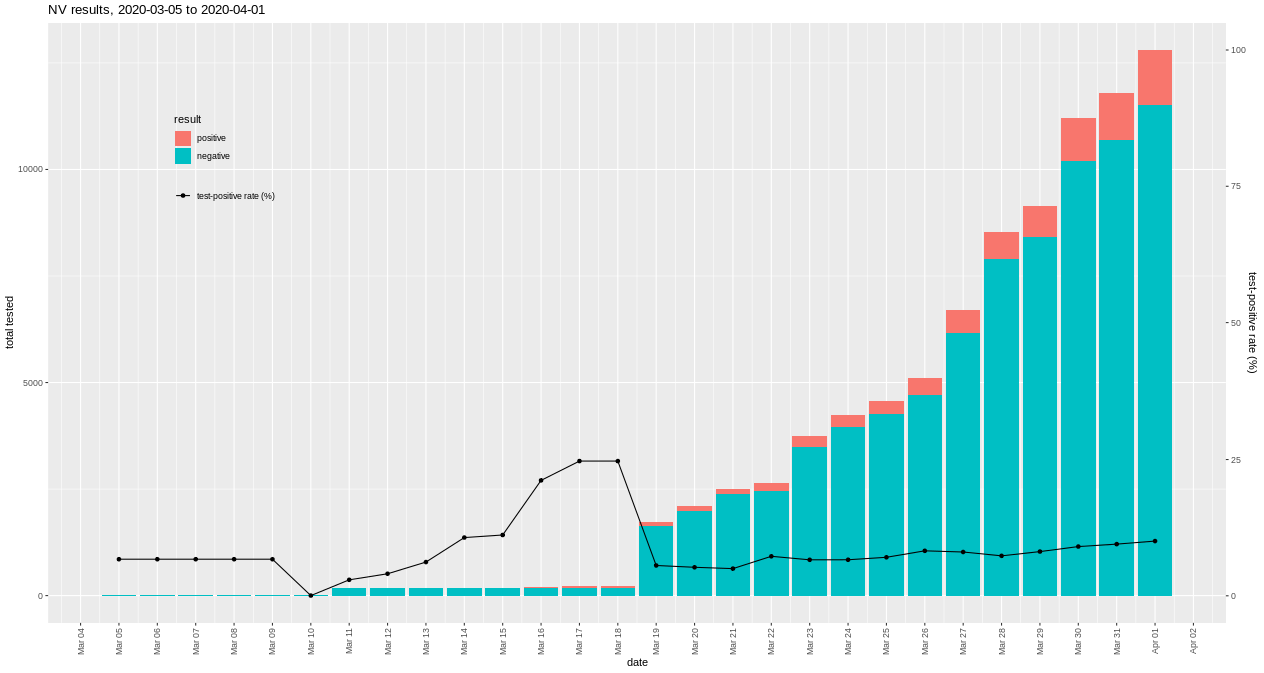 NV results, 2020-03-05 to 2020-04-01
result
positive
negative
test-positive rate (%)
total tested
10000
5000
0
100
75
50
25
0
test-positive rate (%)
Mar 04
Mar 05
Mar 06
Mar 07
Mar 08
Mar 09
Mar 10
Mar 11
Mar 12
Mar 13
Mar 14
Mar 15
Mar 16
Mar 17
Mar 18
Mar 19
Mar 20
Mar 21
Mar 22
Mar 23
Mar 24
Mar 25
Mar 26
Mar 27
Mar 28
Mar 29
Mar 30
Mar 31
Apr 01
Apr 02
date